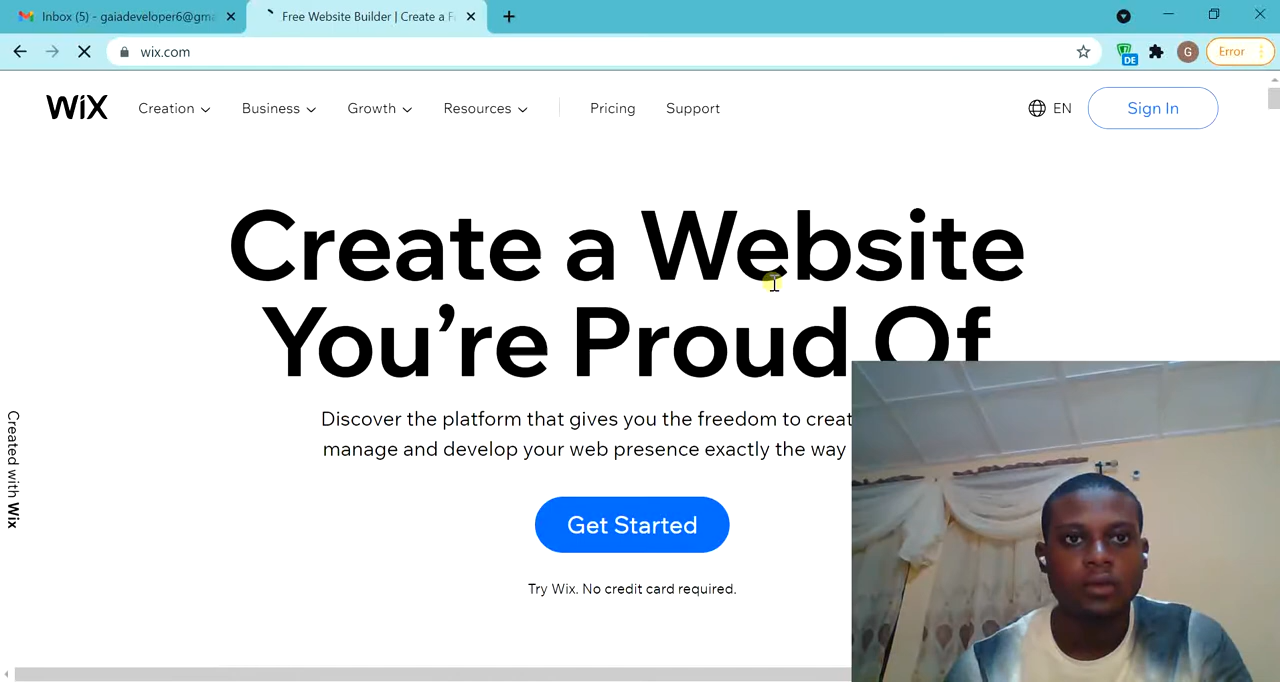 Inbox (5) - gaiadeveloper6@gma
Free Website Builder | Create a F
wix.com
DE
G
Error
WiX
Creation
Business
Growth
Resources
Pricing
Support
EN
Sign In
Create a Website
You're Proud Of
Discover the platform that gives you the freedom to creat
manage and develop your web presence exactly the way
Get Started
Try Wix. No credit card required.
Created with Wix